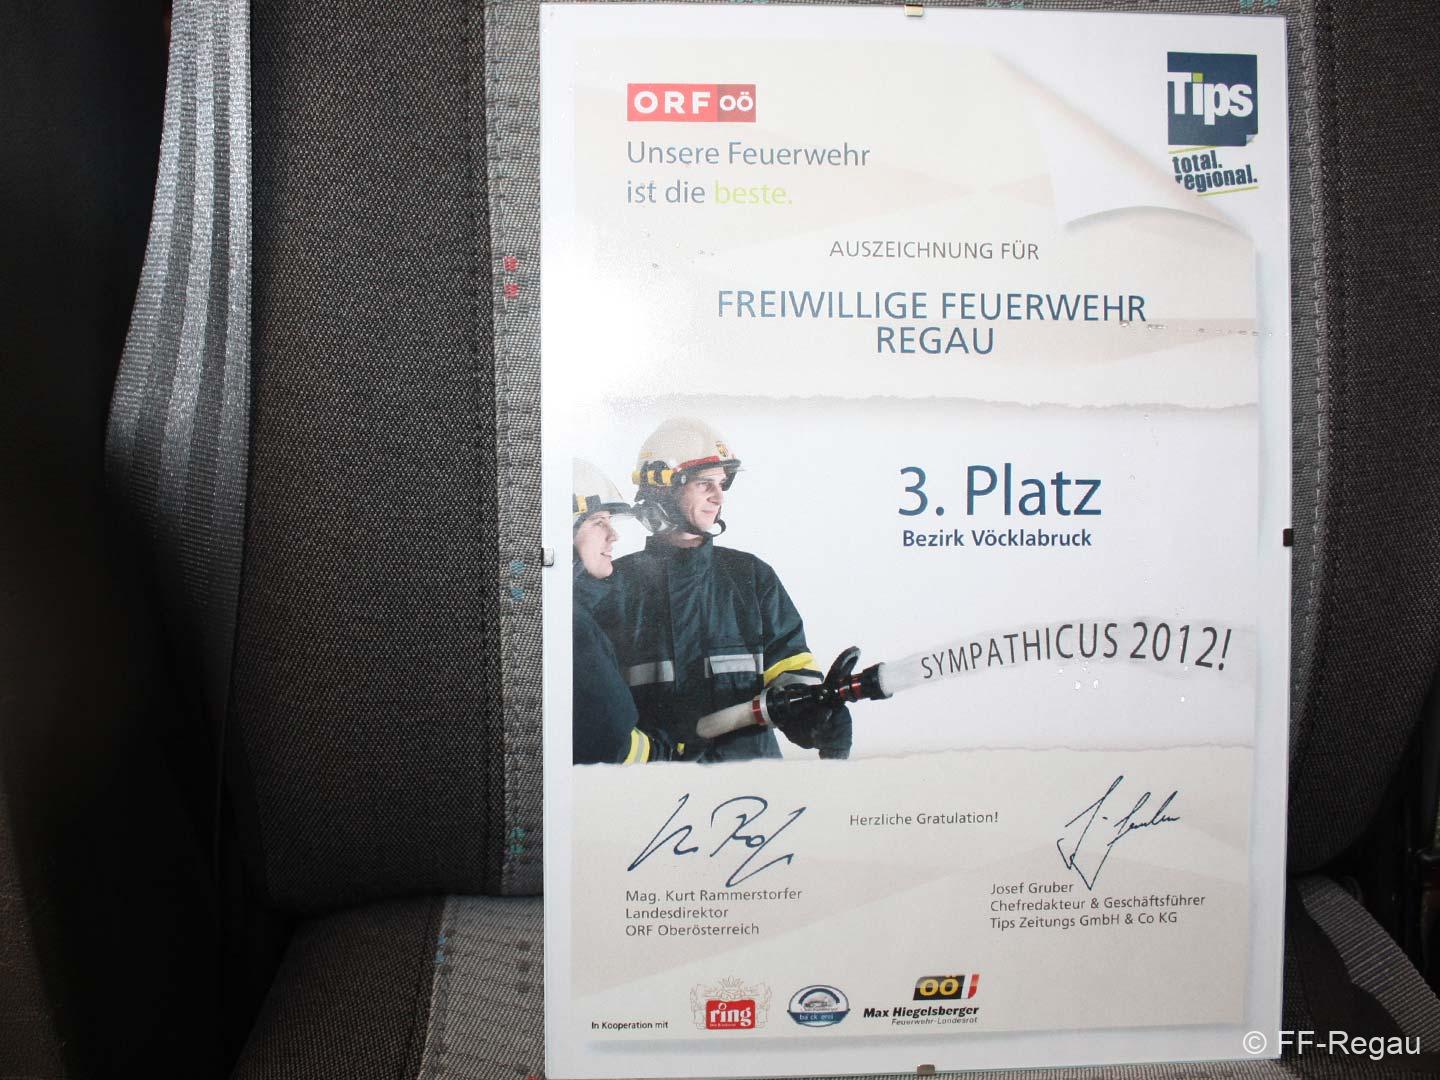 ORF OÖ
Unsere Feuerwehr
ist die beste.
Tips
total.
regional.
AUSZEICHNUNG FÜR
FREIWILLIGE FEUERWEHR
REGAU
3. Platz
Bezirk Vöcklabruck
SYMPATHICUS 2012!
Herzliche Gratulation!
Mag. Kurt Rammerstorfer
Landesdirektor
ORF Oberösterreich
Josef Gruber
Chefredakteur & Geschäftsführer
Tips Zeitungs GmbH & Co KG
In Kooperation mit
ring
OÖ
Max Hiegelsberger
Feuerwehr-Landesrat
© FF-Regau